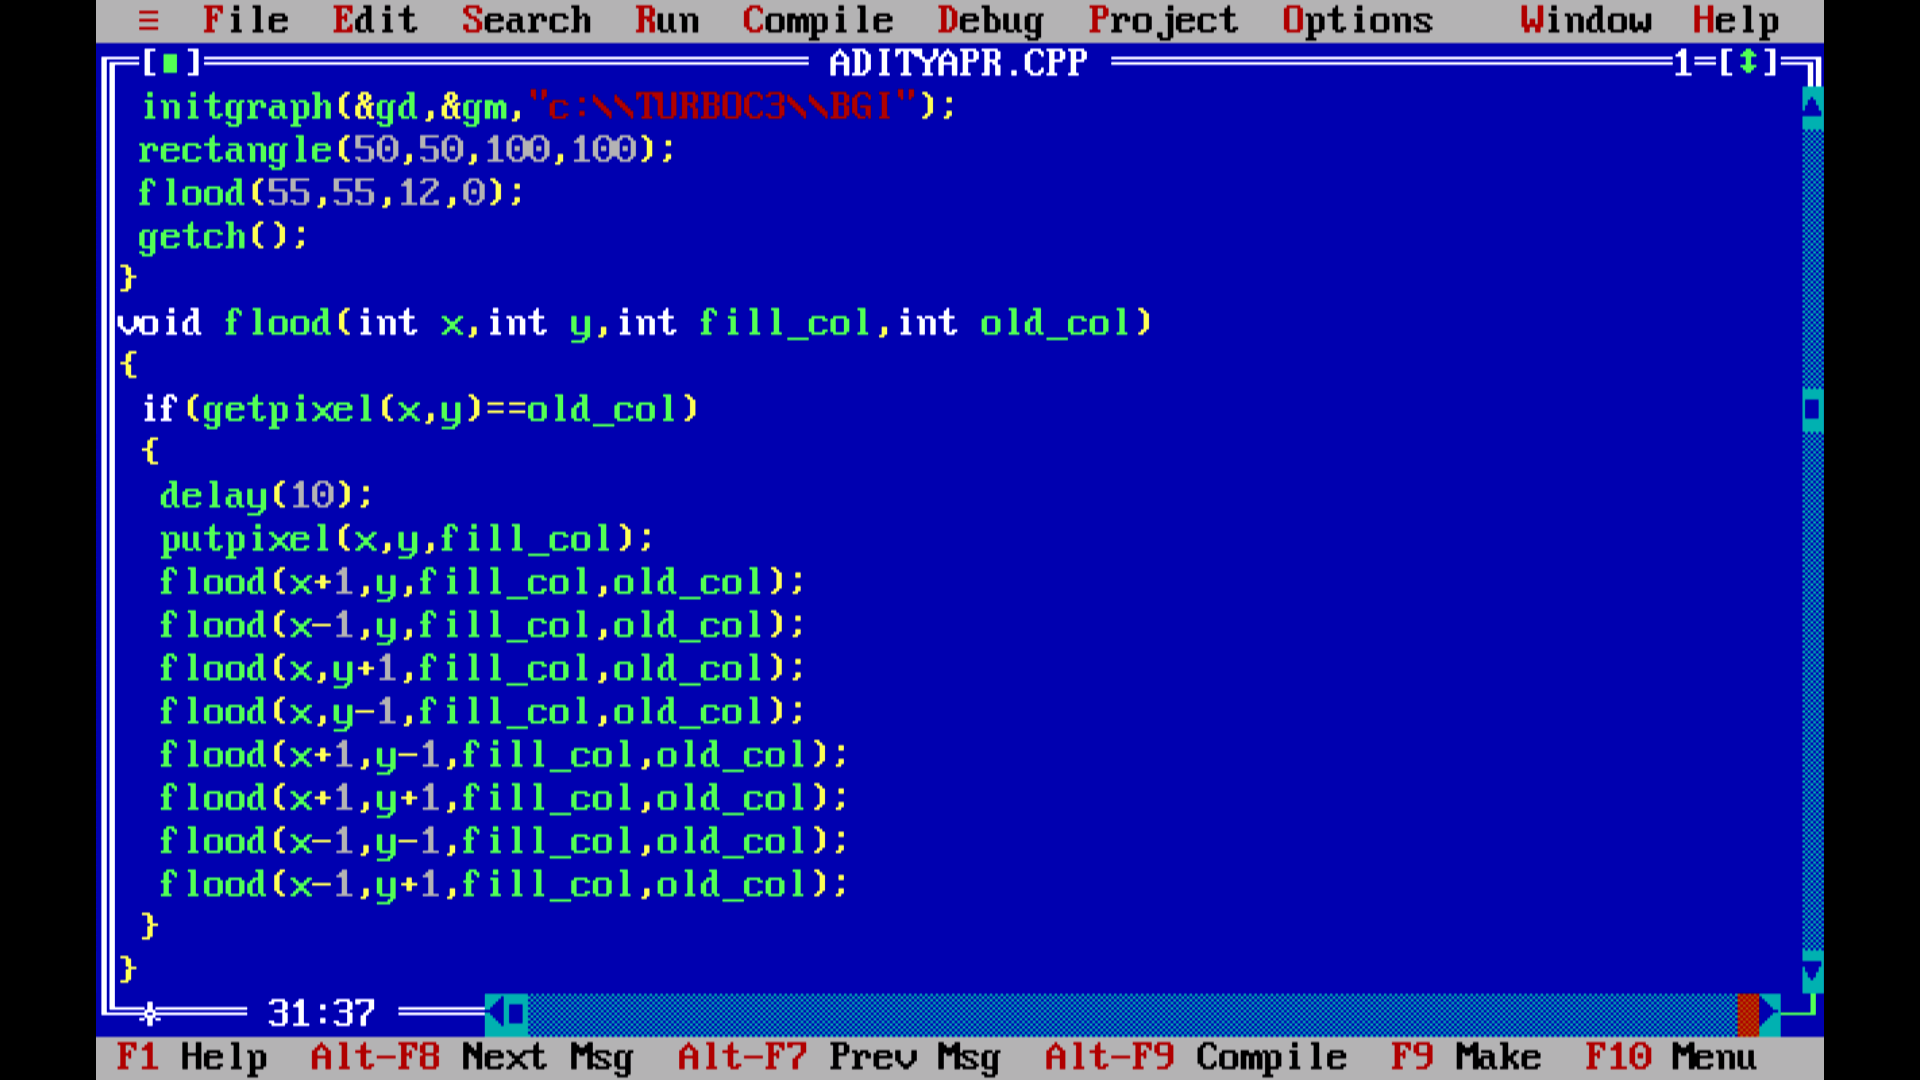 ≡ File Edit Search Run Compile Debug Project Options Window Help
[■] ADITYAPR.CPP 1=[↕]
initgraph(&gd,&gm,"c:\\TURBOC3\\BGI");
rectangle(50,50,100,100);
flood(55,55,12,0);
getch();
}
void flood(int x,int y,int fill_col,int old_col)
{
if(getpixel(x,y)==old_col)
{
delay(10);
putpixel(x,y,fill_col);
flood(x+1,y,fill_col,old_col);
flood(x-1,y,fill_col,old_col);
flood(x,y+1,fill_col,old_col);
flood(x,y-1,fill_col,old_col);
flood(x+1,y-1,fill_col,old_col);
flood(x+1,y+1,fill_col,old_col);
flood(x-1,y-1,fill_col,old_col);
flood(x-1,y+1,fill_col,old_col);
}
}
31:37
F1 Help Alt-F8 Next Msg Alt-F7 Prev Msg Alt-F9 Compile F9 Make F10 Menu